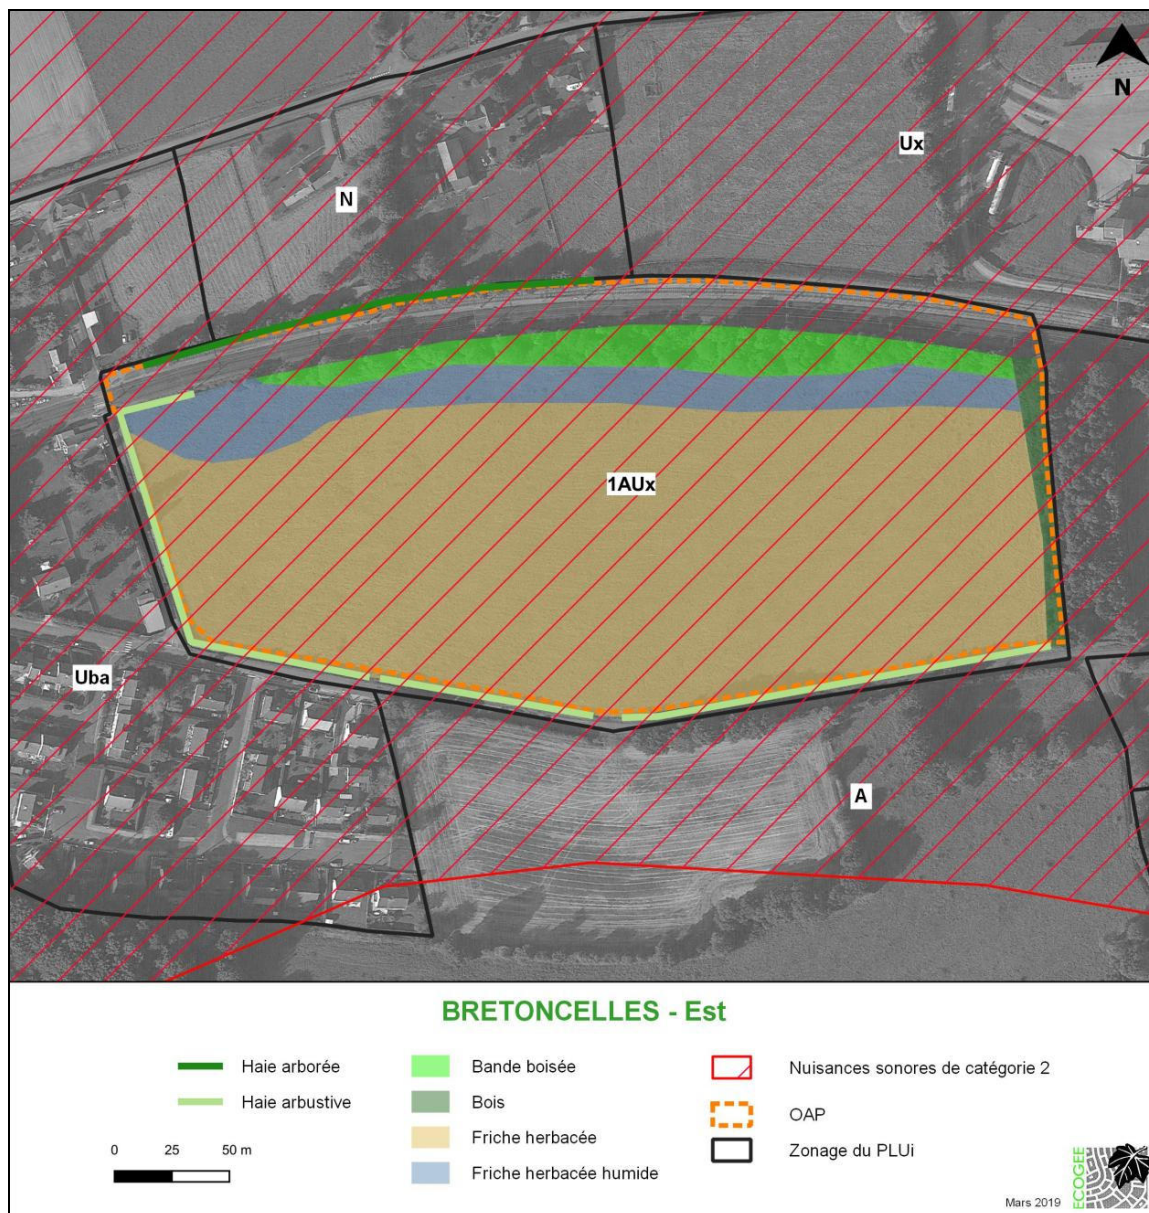 N
Ux
N
1AUx
Uba
A
BRETONCELLES - Est
Haie arborée
Haie arbustive
0 25 50 m
Bande boisée
Bois
Friche herbacée
Friche herbacée humide
Nuisances sonores de catégorie 2
OAP
Zonage du PLUi
Mars 2019
ECOGEE